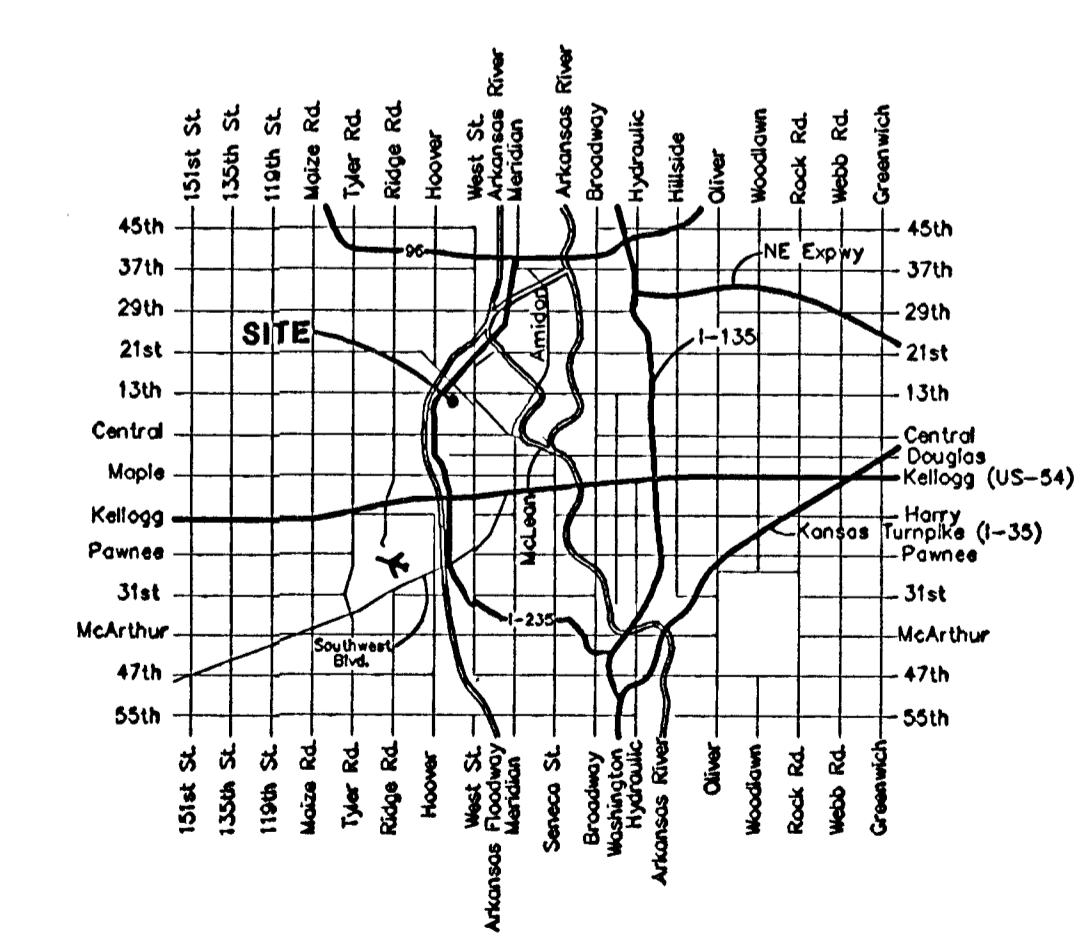 151st St.
135th St.
119th St.
Maize Rd.
Tyler Rd.
Ridge Rd.
Hoover
West St.
Arkansas River
Meridian
Arkansas River
Broadway
Hydraulic
Hillside
Oliver
Woodlawn
Rock Rd.
Webb Rd.
Greenwich
45th
37th
29th
21st
13th
Central
Maple
Kellogg
Pawnee
31st
McArthur
47th
55th
96
SITE
Amidon
NE Expwy
I-135
McLean
I-235
Southwest
Blvd.
45th
37th
29th
21st
13th
Central
Douglas
Kellogg (US-54)
Harry
Kansas Turnpike (I-35)
Pawnee
31st
McArthur
47th
55th
151st St.
135th St.
119th St.
Maize Rd.
Tyler Rd.
Ridge Rd.
Hoover
West St.
Arkansas Floodway
Meridian
Seneca St.
Broadway
Washington
Hydraulic
Arkansas River
Oliver
Woodlawn
Rock Rd.
Webb Rd.
Greenwich